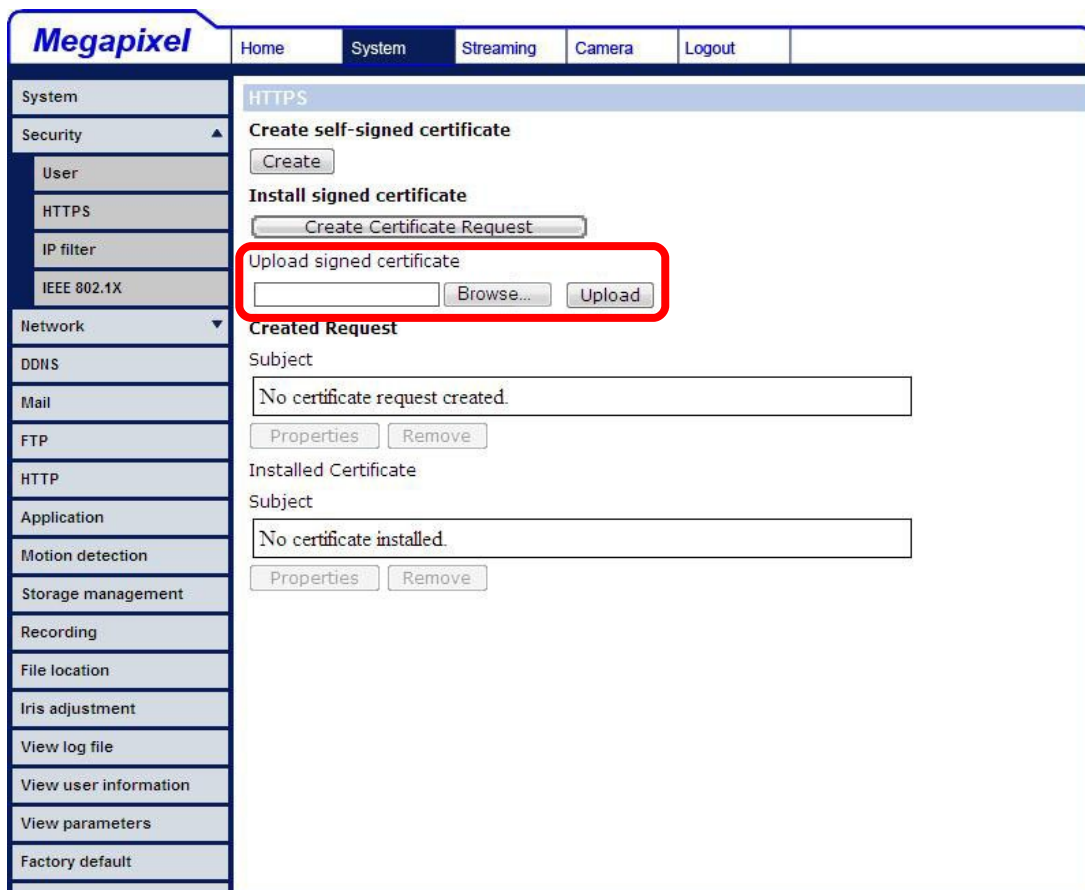 Megapixel
Home System Streaming Camera Logout
System
Security
User
HTTPS
IP filter
IEEE 802.1X
Network
DDNS
Mail
FTP
HTTP
Application
Motion detection
Storage management
Recording
File location
Iris adjustment
View log file
View user information
View parameters
Factory default
HTTPS
Create self-signed certificate
Create
Install signed certificate
Create Certificate Request
Upload signed certificate
Browse... Upload
Created Request
Subject
No certificate request created.
Properties Remove
Installed Certificate
Subject
No certificate installed.
Properties Remove